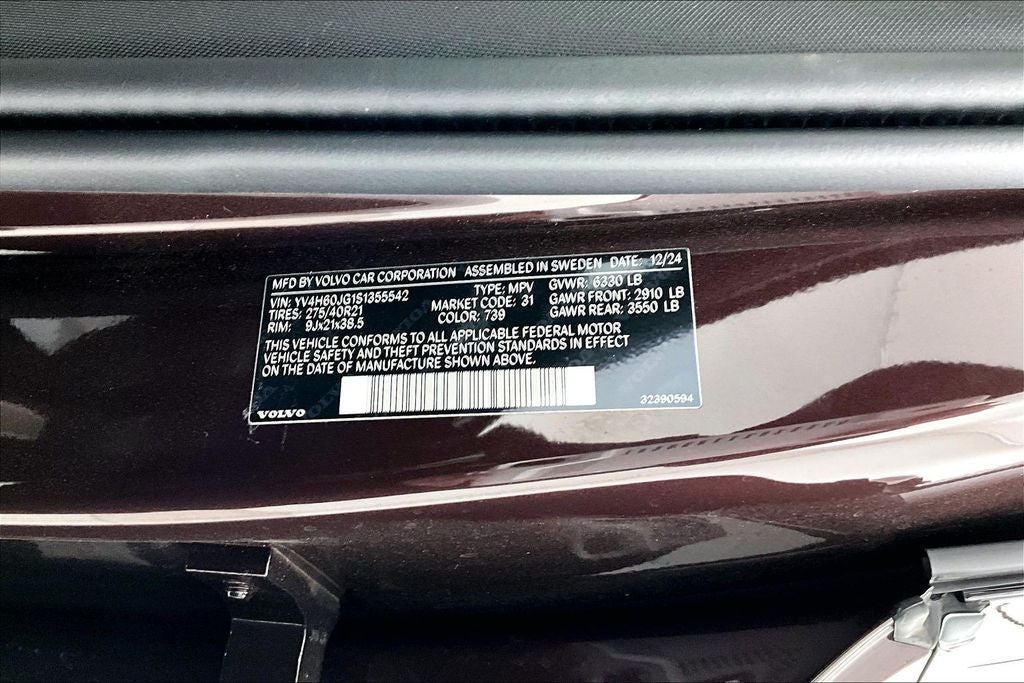 MFD BY VOLVO CAR CORPORATION ASSEMBLED IN SWEDEN DATE: 12/24
VIN: YV4H60JG1S1355542 TYPE: MPV GVWR: 6330 LB
TIRES: 275/40R21 MARKET CODE: 31 GAWR FRONT: 2910 LB
RIM: 9Jx21x38.5 COLOR: 739 GAWR REAR: 3550 LB
THIS VEHICLE CONFORMS TO ALL APPLICABLE FEDERAL MOTOR
VEHICLE SAFETY AND THEFT PREVENTION STANDARDS IN EFFECT
ON THE DATE OF MANUFACTURE SHOWN ABOVE.
VOLVO 32390594